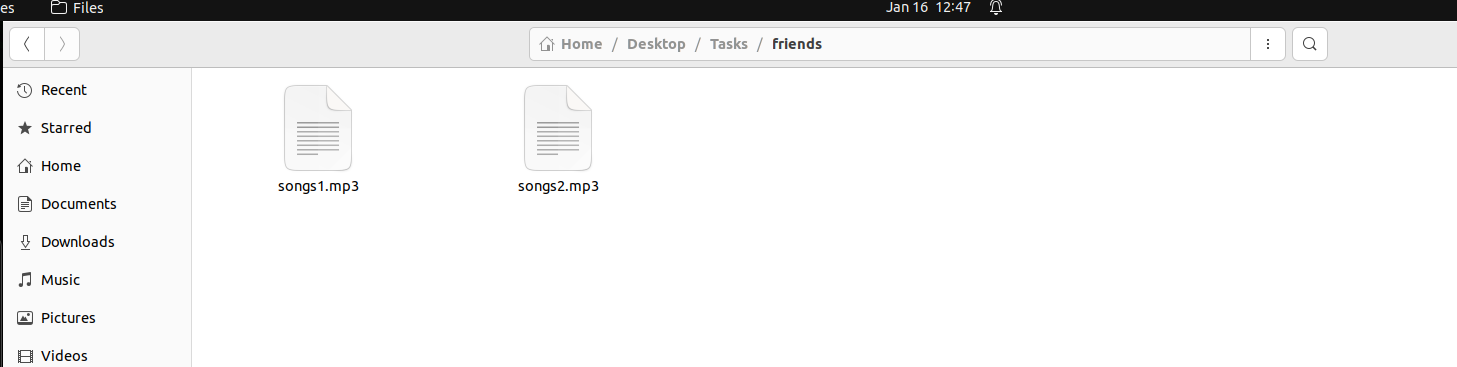 es Files Jan 16 12:47
Home / Desktop / Tasks / friends
Recent
Starred
Home
Documents
Downloads
Music
Pictures
Videos
songs1.mp3 songs2.mp3